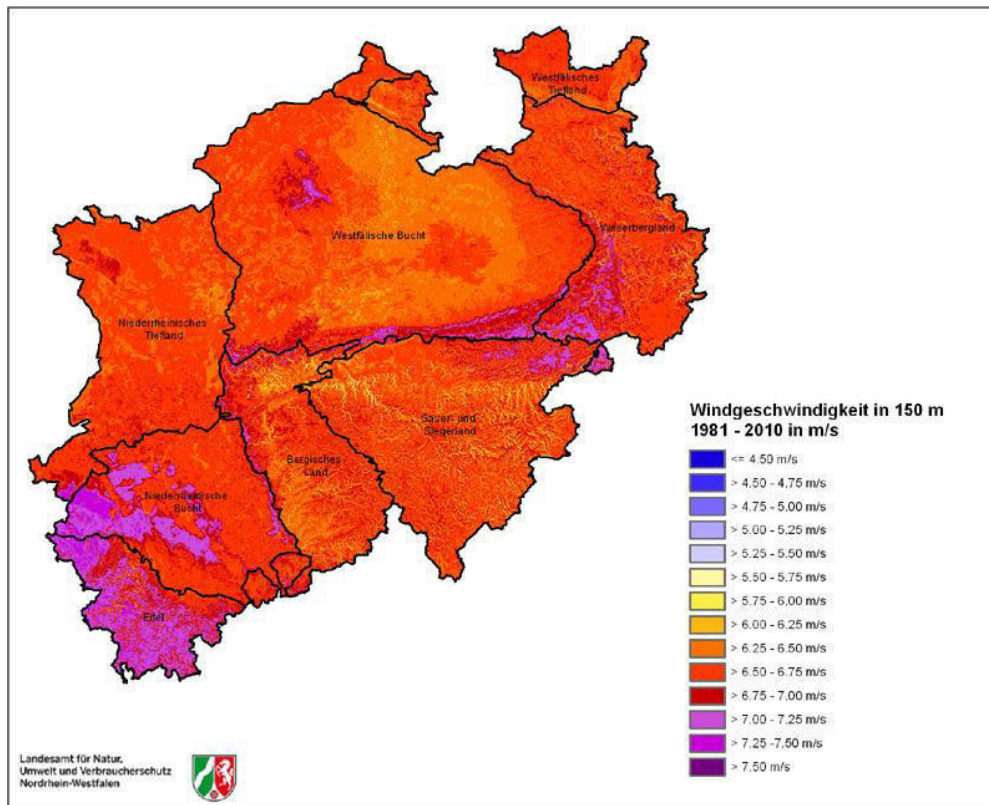 Westfälisches
Tiefland
Westfälische Bucht
Weserbergland
Niederrheinisches
Tiefland
Sauer- und
Siegerland
Bergisches
Land
Niederrheinische
Bucht
Eifel
Windgeschwindigkeit in 150 m
1981 - 2010 in m/s
<= 4.50 m/s
> 4.50 - 4.75 m/s
> 4.75 - 5.00 m/s
> 5.00 - 5.25 m/s
> 5.25 - 5.50 m/s
> 5.50 - 5.75 m/s
> 5.75 - 6.00 m/s
> 6.00 - 6.25 m/s
> 6.25 - 6.50 m/s
> 6.50 - 6.75 m/s
> 6.75 - 7.00 m/s
> 7.00 - 7.25 m/s
> 7.25 -7.50 m/s
> 7.50 m/s
Landesamt für Natur,
Umwelt und Verbraucherschutz
Nordrhein-Westfalen